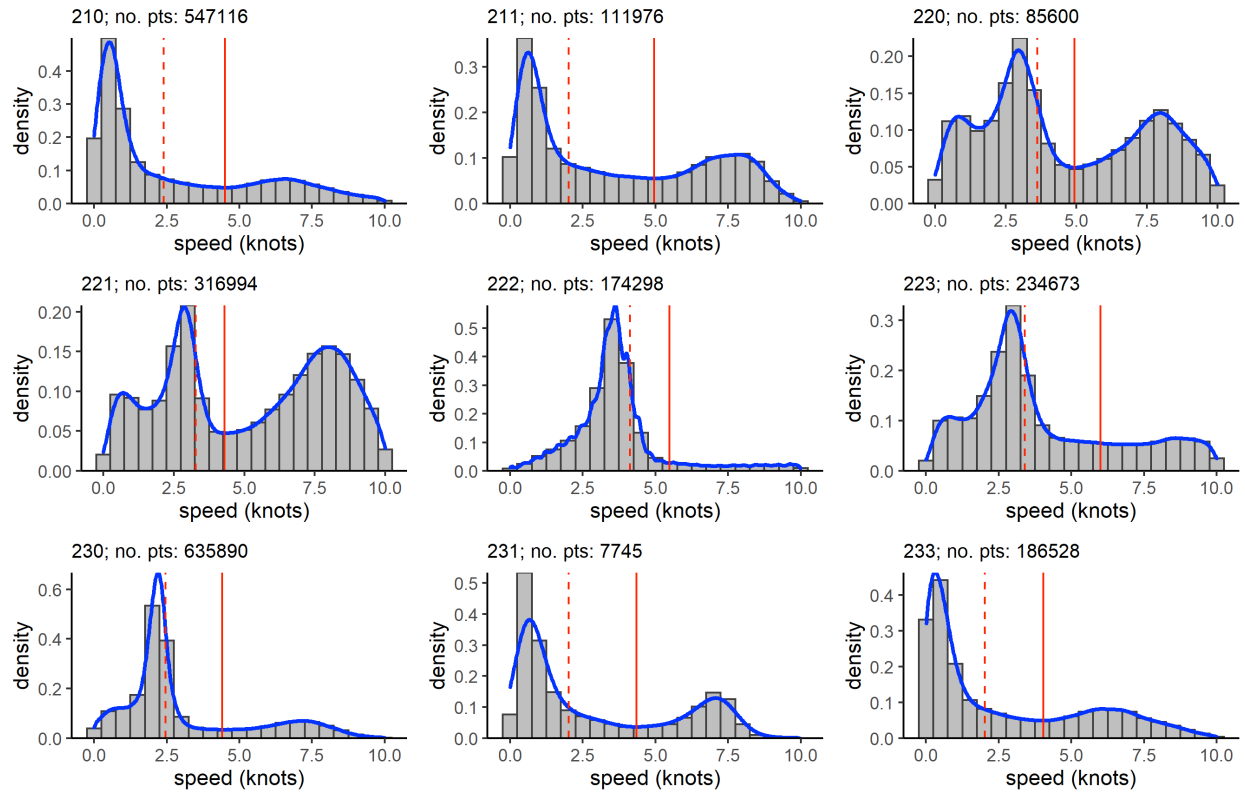 210; no. pts: 547116
density
0.4
0.3
0.2
0.1
0.0
0.0 2.5 5.0 7.5 10.0
speed (knots)
211; no. pts: 111976
density
0.3
0.2
0.1
0.0
0.0 2.5 5.0 7.5 10.0
speed (knots)
220; no. pts: 85600
density
0.20
0.15
0.10
0.05
0.00
0.0 2.5 5.0 7.5 10.0
speed (knots)
221; no. pts: 316994
density
0.20
0.15
0.10
0.05
0.00
0.0 2.5 5.0 7.5 10.0
speed (knots)
222; no. pts: 174298
density
0.5
0.4
0.3
0.2
0.1
0.0
0.0 2.5 5.0 7.5 10.0
speed (knots)
223; no. pts: 234673
density
0.3
0.2
0.1
0.0
0.0 2.5 5.0 7.5 10.0
speed (knots)
230; no. pts: 635890
density
0.6
0.4
0.2
0.0
0.0 2.5 5.0 7.5 10.0
speed (knots)
231; no. pts: 7745
density
0.5
0.4
0.3
0.2
0.1
0.0
0.0 2.5 5.0 7.5 10.0
speed (knots)
233; no. pts: 186528
density
0.4
0.3
0.2
0.1
0.0
0.0 2.5 5.0 7.5 10.0
speed (knots)